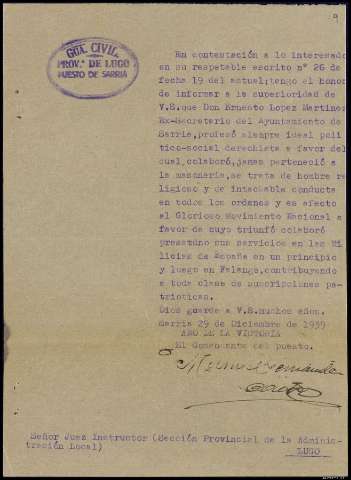 GUA. CIVIL.
PROV.ª DE LUGO
PUESTO DE SARRIA
En contestación a lo interesado
en su respetable escrito nº 26 de
fecha 19 del actual;tengo el honor
de informar a la superioridad de
V.S.que Don Ernesto Lopez Martinez
Ex-Secretario del Ayuntamiento de
Sarria,profesó siempre ideal poli
tico-social derechista a favor del
cual,colaboró,jamas perteneció a
la masoneria,se trata de hombre re
ligioso y de intachable conducta
en todos los ordenes y es afecto
al Glorioso Movimiento Nacional a
favor de cuyo triunfó colaboró
prestando sus servicios en las Mi
licias de España en un principio
y luego en Falange,contribuyendo
a toda clase de suscripciones pa-
trioticas.
Dios guarde a V.S.muchos años.
Sarria 29 de Diciembre de 1939
AÑO DE LA VICTORIA
El Comandante del puesto.
Señor Juez Instructor (Sección Provincial de la Adminis-
tración Local)
LUGO